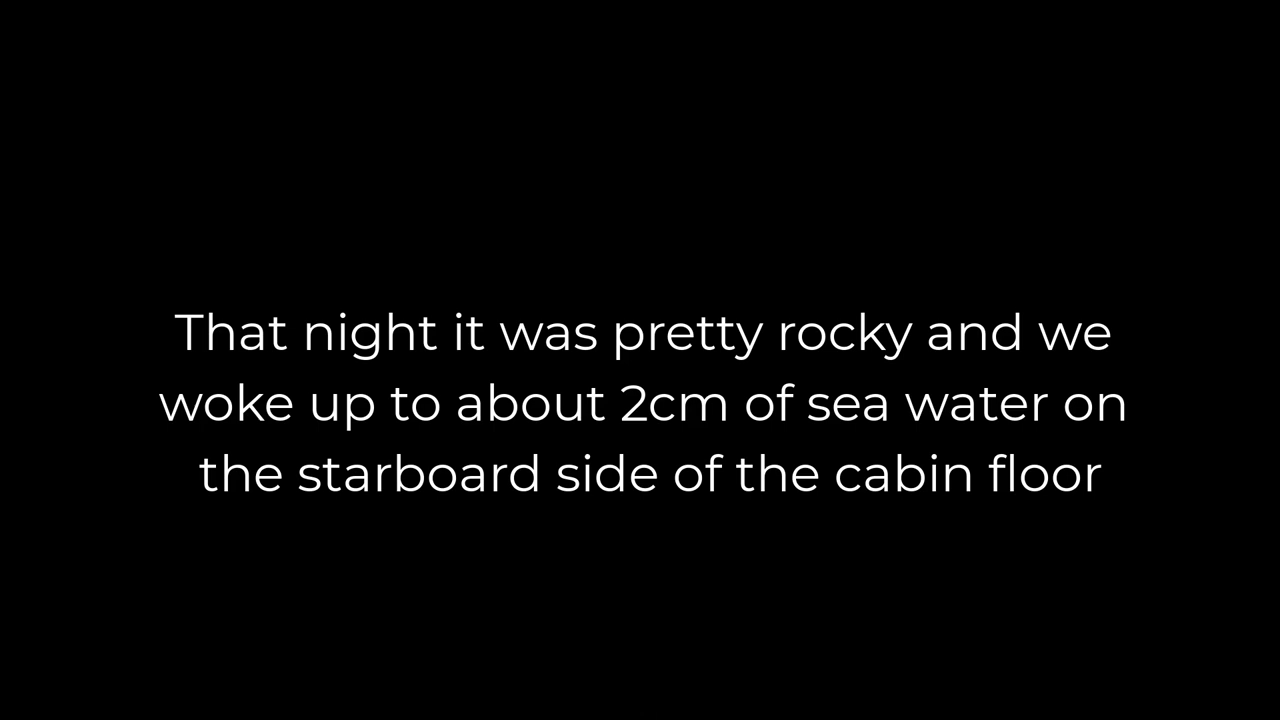 That night it was pretty rocky and we
woke up to about 2cm of sea water on
the starboard side of the cabin floor